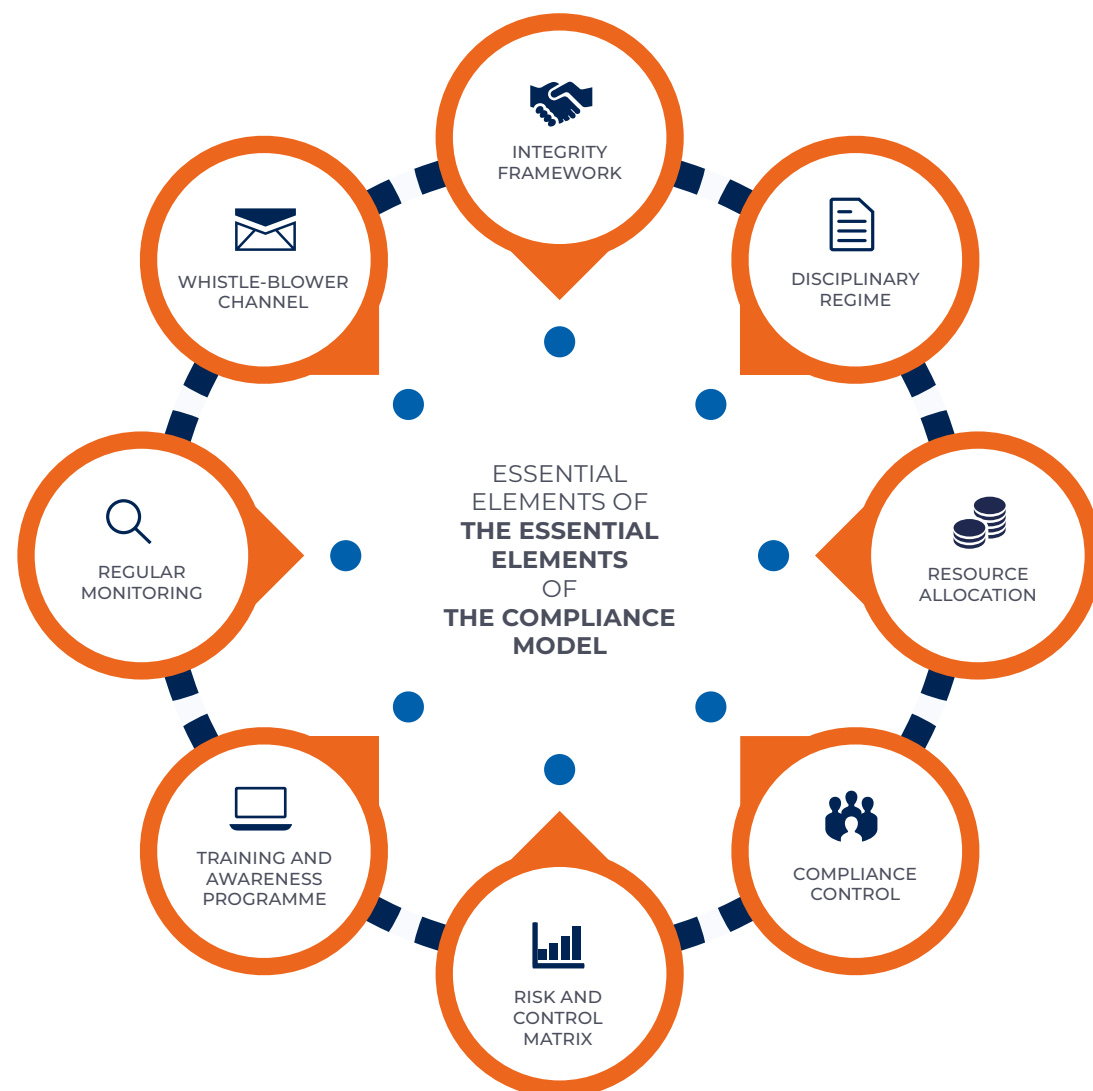 INTEGRITY
FRAMEWORK
DISCIPLINARY
REGIME
RESOURCE
ALLOCATION
COMPLIANCE
CONTROL
RISK AND
CONTROL
MATRIX
TRAINING AND
AWARENESS
PROGRAMME
REGULAR
MONITORING
WHISTLE-BLOWER
CHANNEL
ESSENTIAL
ELEMENTS OF
THE ESSENTIAL
ELEMENTS
OF
THE COMPLIANCE
MODEL